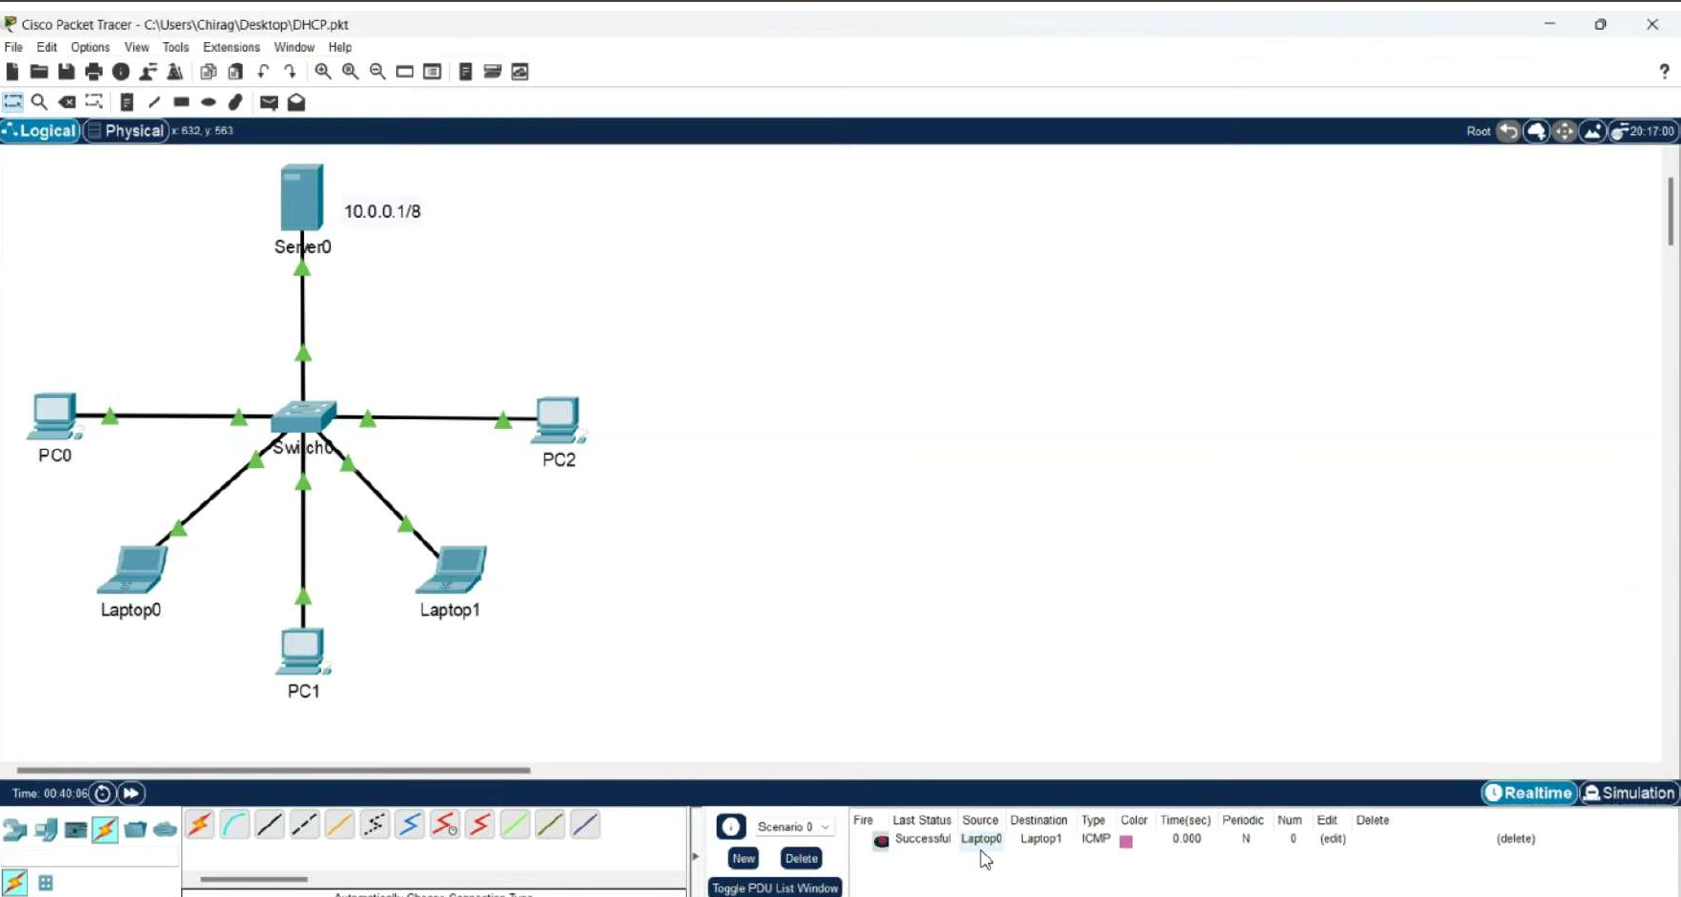 Cisco Packet Tracer - C:\Users\Chirag\Desktop\DHCP.pkt
File Edit Options View Tools Extensions Window Help
?
Logical Physical x: 632, y: 563 Root 20:17:00
10.0.0.1/8
Server0
PC0
Switch0
PC2
Laptop0
Laptop1
PC1
Time: 00:40:06 Realtime Simulation
Scenario 0
New Delete
Toggle PDU List Window
Fire Last Status Source Destination Type Color Time(sec) Periodic Num Edit Delete
Successful Laptop0 Laptop1 ICMP 0.000 N 0 (edit) (delete)
Automatically Choose Connection Type